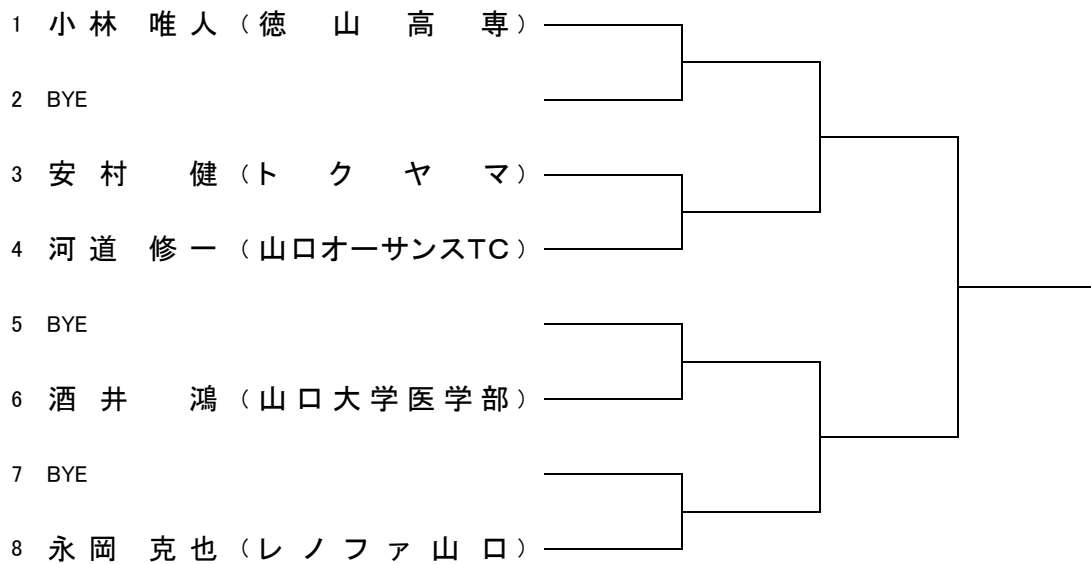 1 小林 唯人 (徳山高専)
2 BYE
3 安村 健 (トクヤマ)
4 河道 修一 (山口オーサンスTC)
5 BYE
6 酒井 鴻 (山口大学医学部)
7 BYE
8 永岡 克也 (レノファ山口)